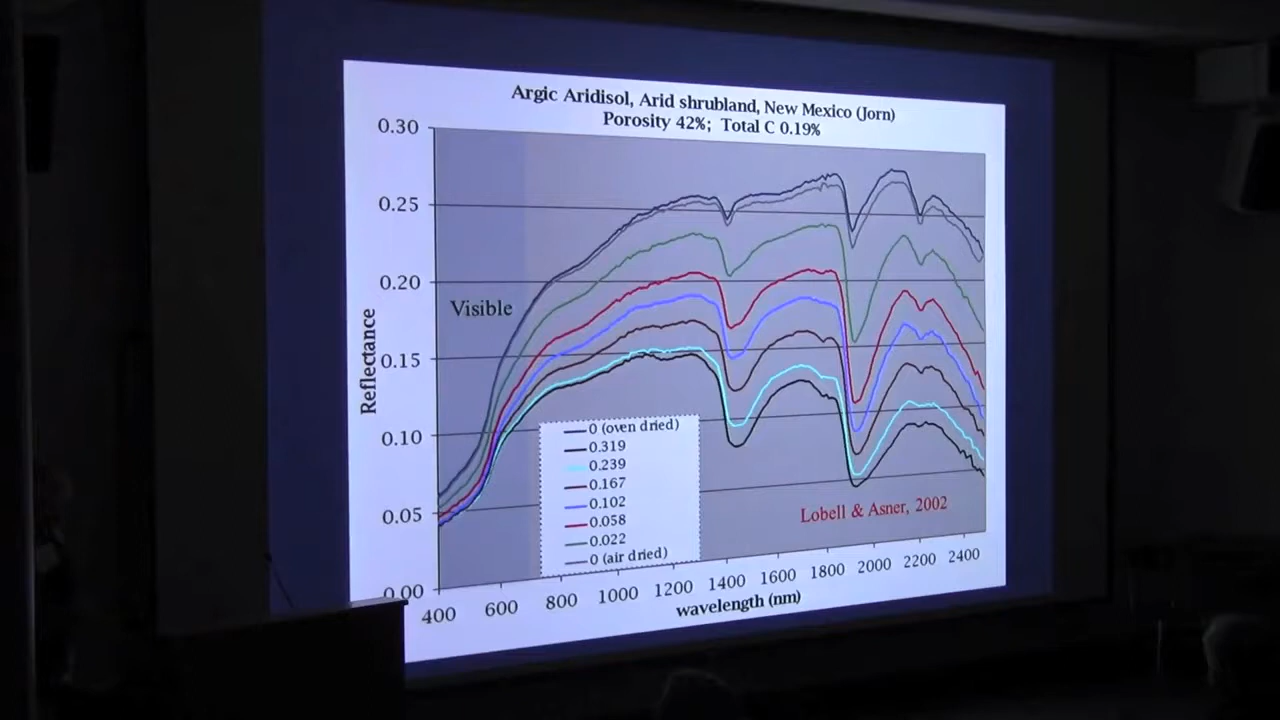 Argic Aridisol, Arid shrubland, New Mexico (Jorn)
Porosity 42%; Total C 0.19%
0.30
0.25
0.20
0.15
0.10
0.05
0.00
Reflectance
Visible
0 (oven dried)
0.319
0.239
0.167
0.102
0.058
0.022
0 (air dried)
Lobell & Asner, 2002
400 600 800 1000 1200 1400 1600 1800 2000 2200 2400
wavelength (nm)